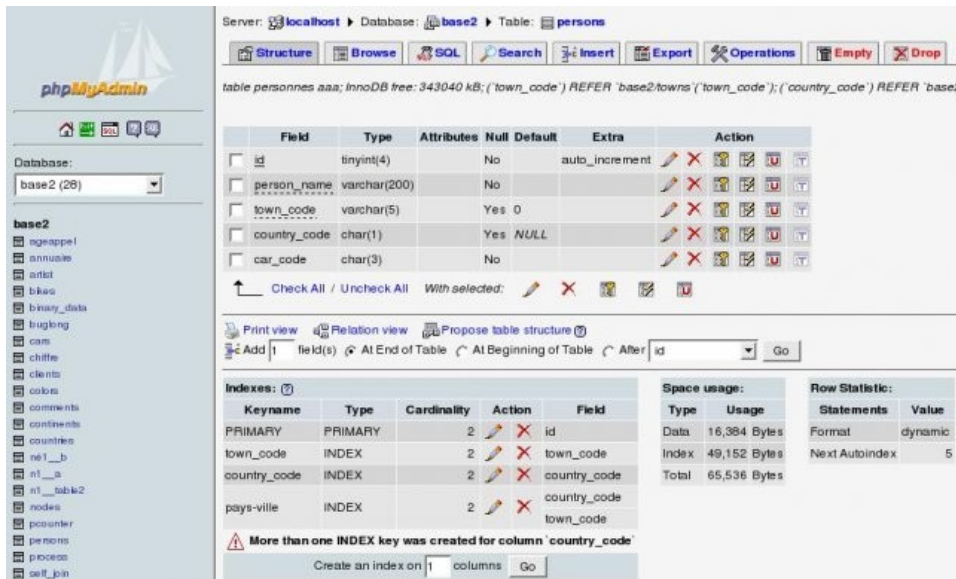 phpMyAdmin
Database:
base2 (28)
base2
ageappel
annuaire
artist
bikes
binary_data
buglong
cars
chiffre
clients
colors
comments
continents
countries
né1__b
n1__a
n1__table2
nodes
pcounter
persons
process
self_join
Server: localhost Database: base2 Table: persons
Structure Browse SQL Search Insert Export Operations Empty Drop
table personnes aaa; InnoDB free: 343040 kB; (`town_code`) REFER `base2/towns`(`town_code`); (`country_code`) REFER `base2
Field Type Attributes Null Default Extra Action
id tinyint(4) No auto_increment
person_name varchar(200) No
town_code varchar(5) Yes 0
country_code char(1) Yes NULL
car_code char(3) No
Check All / Uncheck All With selected:
Print view Relation view Propose table structure
Add 1 field(s) At End of Table At Beginning of Table After id Go
Indexes:
Keyname Type Cardinality Action Field
PRIMARY PRIMARY 2 id
town_code INDEX 2 town_code
country_code INDEX 2 country_code
pays-ville INDEX 2 country_code
town_code
More than one INDEX key was created for column `country_code`
Create an index on 1 columns Go
Space usage:
Type Usage
Data 16,384 Bytes
Index 49,152 Bytes
Total 65,536 Bytes
Row Statistic:
Statements Value
Format dynamic
Next Autoindex 5